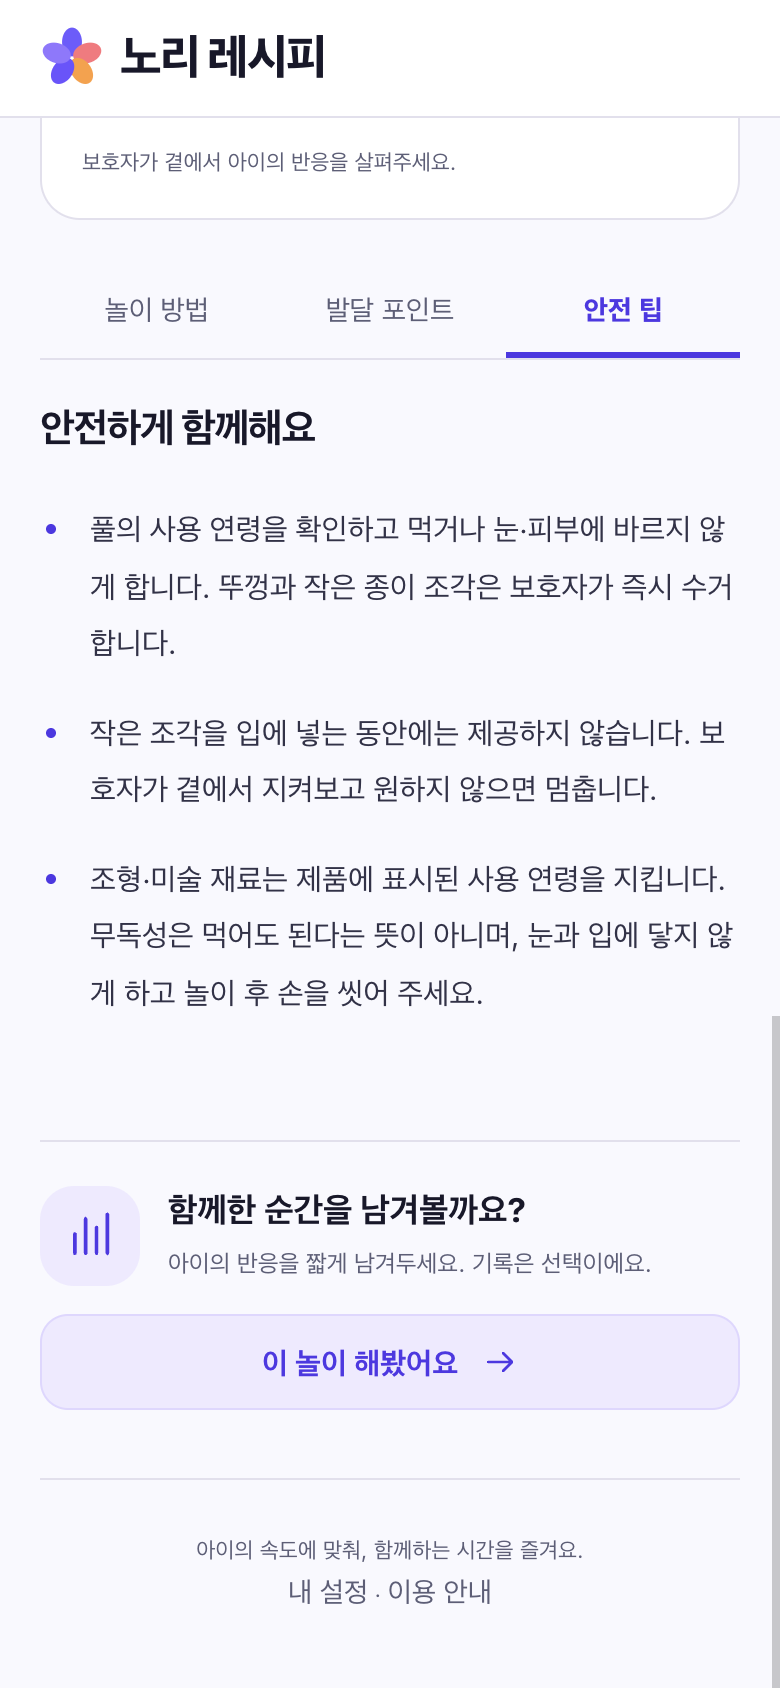 노리 레시피
보호자가 곁에서 아이의 반응을 살펴주세요.
놀이 방법
발달 포인트
안전 팁
안전하게 함께해요
• 풀의 사용 연령을 확인하고 먹거나 눈·피부에 바르지 않
게 합니다. 뚜껑과 작은 종이 조각은 보호자가 즉시 수거
합니다.
• 작은 조각을 입에 넣는 동안에는 제공하지 않습니다. 보
호자가 곁에서 지켜보고 원하지 않으면 멈춥니다.
• 조형·미술 재료는 제품에 표시된 사용 연령을 지킵니다.
무독성은 먹어도 된다는 뜻이 아니며, 눈과 입에 닿지 않
게 하고 놀이 후 손을 씻어 주세요.
함께한 순간을 남겨볼까요?
아이의 반응을 짧게 남겨두세요. 기록은 선택이에요.
이 놀이 해봤어요 →
아이의 속도에 맞춰, 함께하는 시간을 즐겨요.
내 설정 · 이용 안내